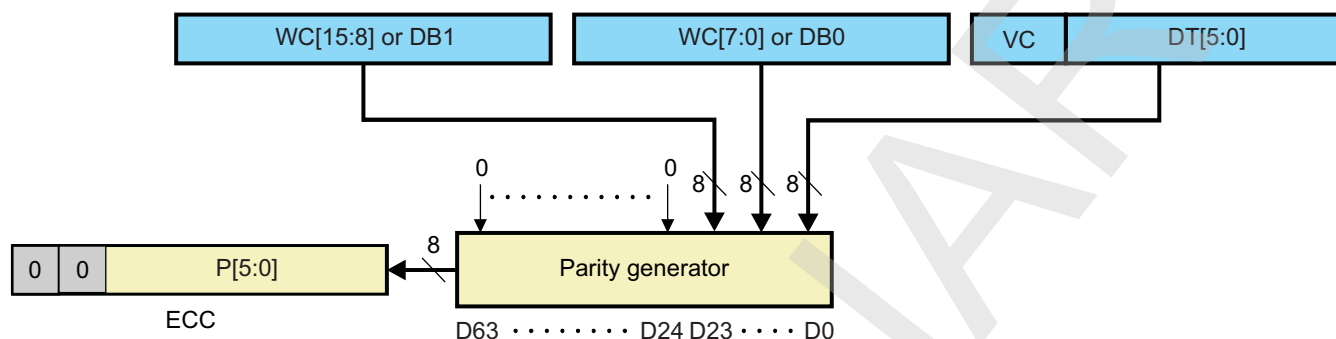 WC[15:8] or DB1
WC[7:0] or DB0
VC
DT[5:0]
0
0
8
8
8
0
0
P[5:0]
8
Parity generator
ECC
D63 · · · · · · · · D24 D23 · · · · D0